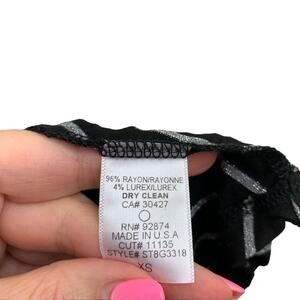 96% RAYON/RAYONNE
4% LUREX/LUREX
DRY CLEAN
CA# 30427
RN# 92874
MADE IN U.S.A
CUT# 11135
STYLE# ST8G3318
XS